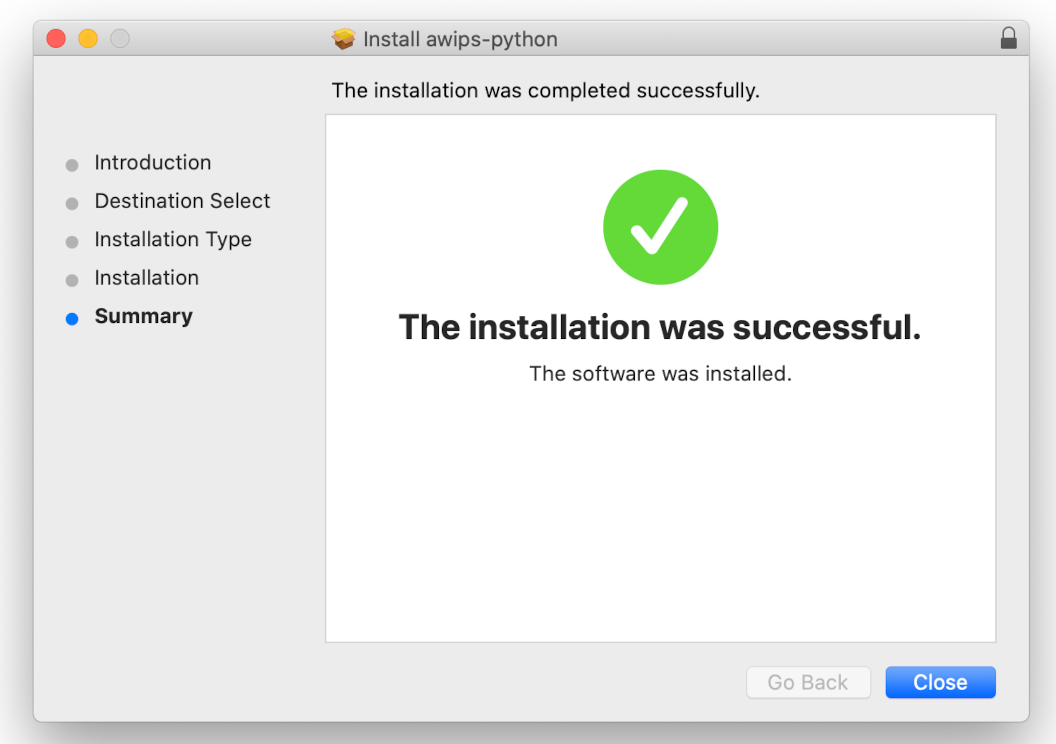 Install awips-python
The installation was completed successfully.
Introduction
Destination Select
Installation Type
Installation
Summary
The installation was successful.
The software was installed.
Go Back
Close